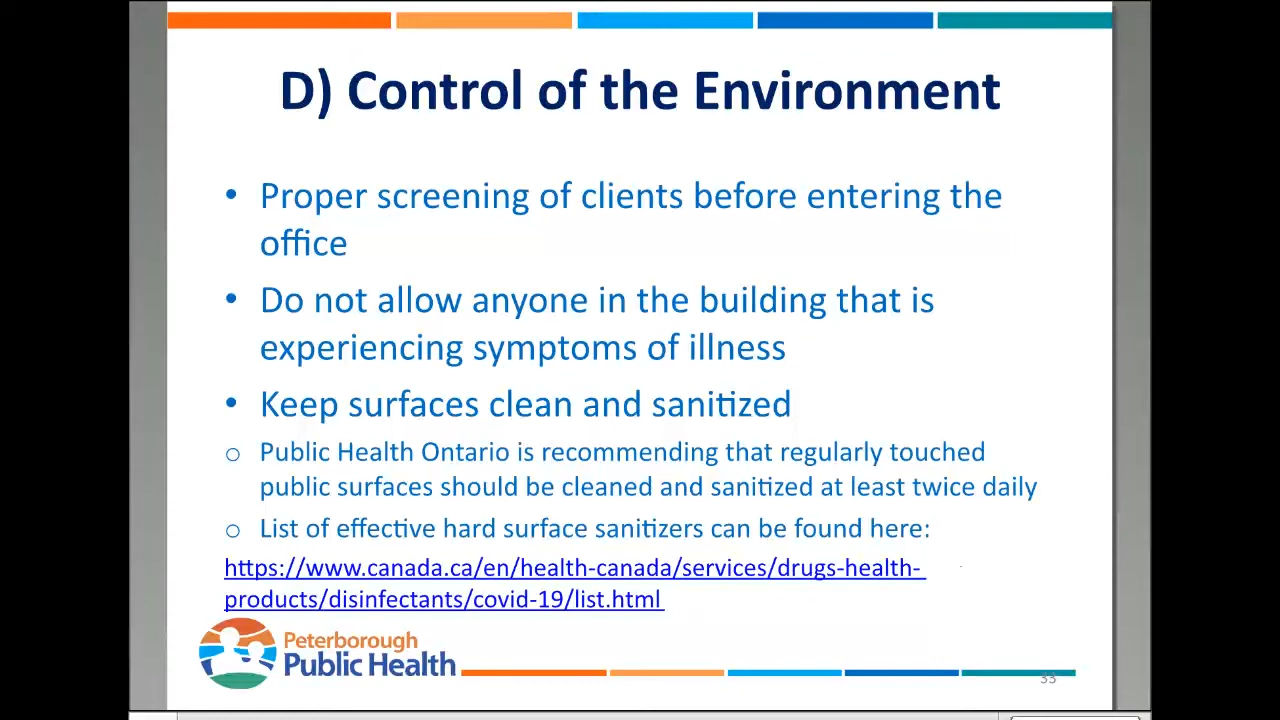 D) Control of the Environment
• Proper screening of clients before entering the
office
• Do not allow anyone in the building that is
experiencing symptoms of illness
• Keep surfaces clean and sanitized
o Public Health Ontario is recommending that regularly touched
public surfaces should be cleaned and sanitized at least twice daily
o List of effective hard surface sanitizers can be found here:
https://www.canada.ca/en/health-canada/services/drugs-health-
products/disinfectants/covid-19/list.html
Peterborough
Public Health
33